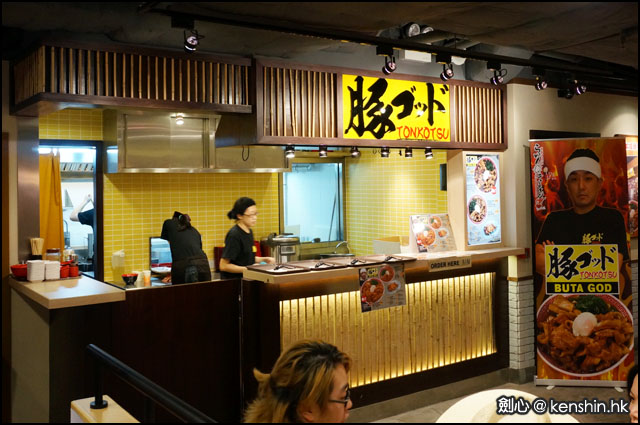 豚ゴッド
TONKOTSU
ORDER HERE
豚ゴッド
TONKOTSU
BUTA GOD
劍心 @ kenshin.hk